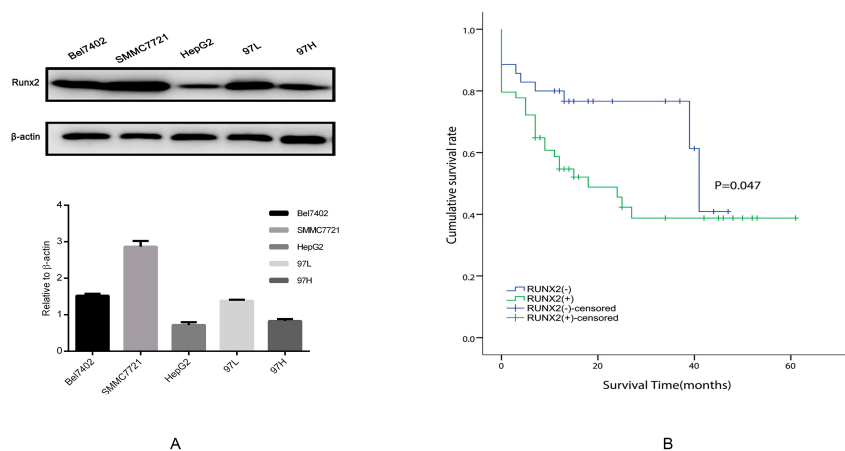 Bel7402 SMMC7721 HepG2 97L 97H
Runx2
β-actin
Bel7402
SMMC7721
HepG2
97L
97H
Relative to β-actin
4
3
2
1
0
Bel7402 SMMC7721 HepG2 97L 97H
A
Cumulative survival rate
1.0
0.8
0.6
0.4
0.2
0.0
P=0.047
RUNX2(-)
RUNX2(+)
RUNX2(-)-censored
RUNX2(+)-censored
0 20 40 60
Survival Time(months)
B